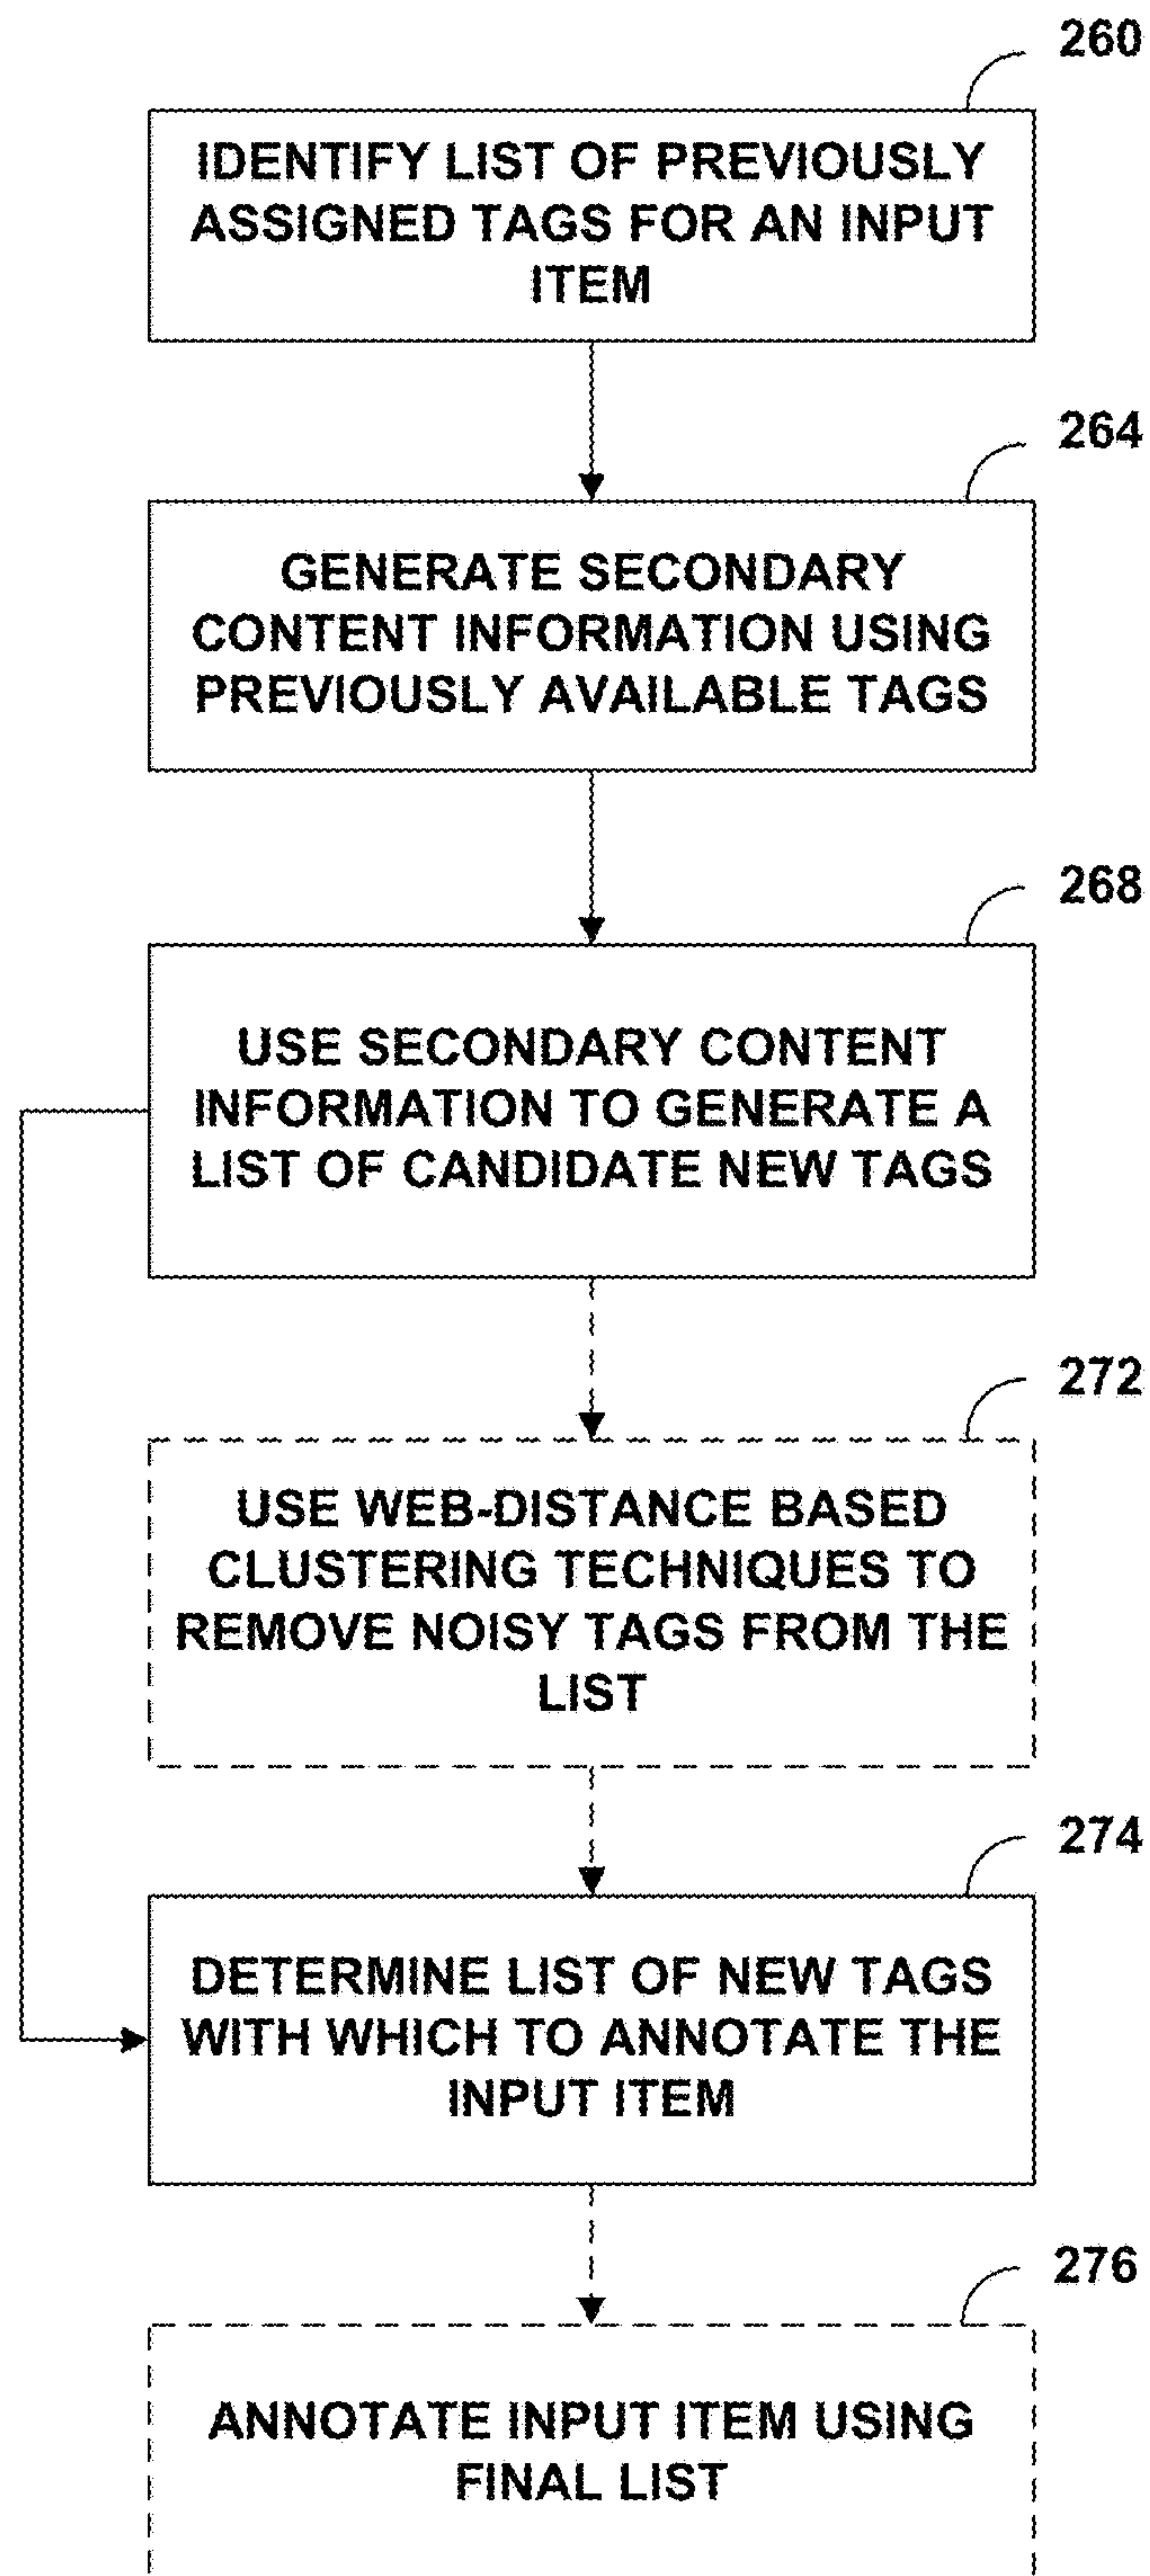 260
IDENTIFY LIST OF PREVIOUSLY
ASSIGNED TAGS FOR AN INPUT
ITEM
264
GENERATE SECONDARY
CONTENT INFORMATION USING
PREVIOUSLY AVAILABLE TAGS
268
USE SECONDARY CONTENT
INFORMATION TO GENERATE A
LIST OF CANDIDATE NEW TAGS
272
USE WEB-DISTANCE BASED
CLUSTERING TECHNIQUES TO
REMOVE NOISY TAGS FROM THE
LIST
274
DETERMINE LIST OF NEW TAGS
WITH WHICH TO ANNOTATE THE
INPUT ITEM
276
ANNOTATE INPUT ITEM USING
FINAL LIST